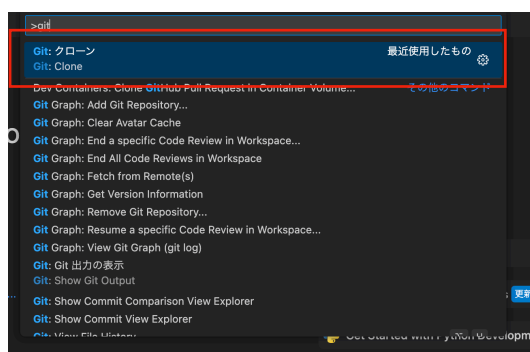 >git
Git: クローン 最近使用したもの
Git: Clone
Dev Containers: Clone GitHub Pull Request in Container Volume... その他のコマンド
Git Graph: Add Git Repository...
Git Graph: Clear Avatar Cache
Git Graph: End a specific Code Review in Workspace...
Git Graph: End All Code Reviews in Workspace
Git Graph: Fetch from Remote(s)
Git Graph: Get Version Information
Git Graph: Remove Git Repository...
Git Graph: Resume a specific Code Review in Workspace...
Git Graph: View Git Graph (git log)
Git: Git 出力の表示
Git: Show Git Output
Git: Show Commit Comparison View Explorer
更新
Git: Show Commit View Explorer
Git: View File History
Get Started with Python Developm